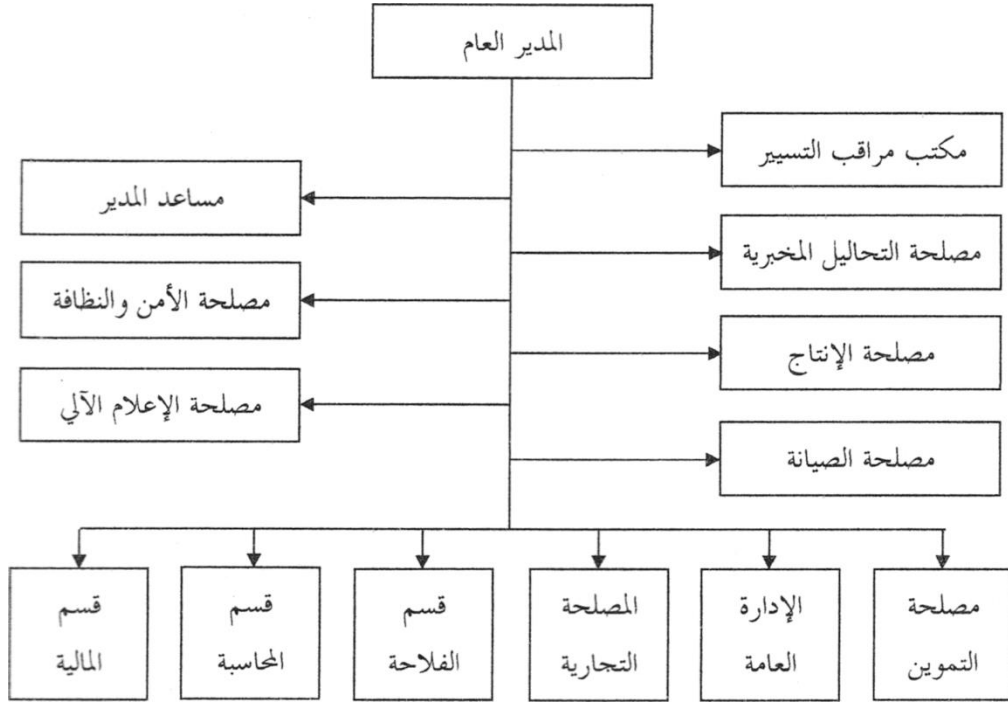 المدير العام
مكتب مراقب التسيير
مساعد المدير
مصلحة التحاليل المخبرية
مصلحة الأمن والنظافة
مصلحة الإنتاج
مصلحة الإعلام الآلي
مصلحة الصيانة
مصلحة
التموين
الإدارة
العامة
المصلحة
التجارية
قسم
الفلاحة
قسم
المحاسبة
قسم
المالية